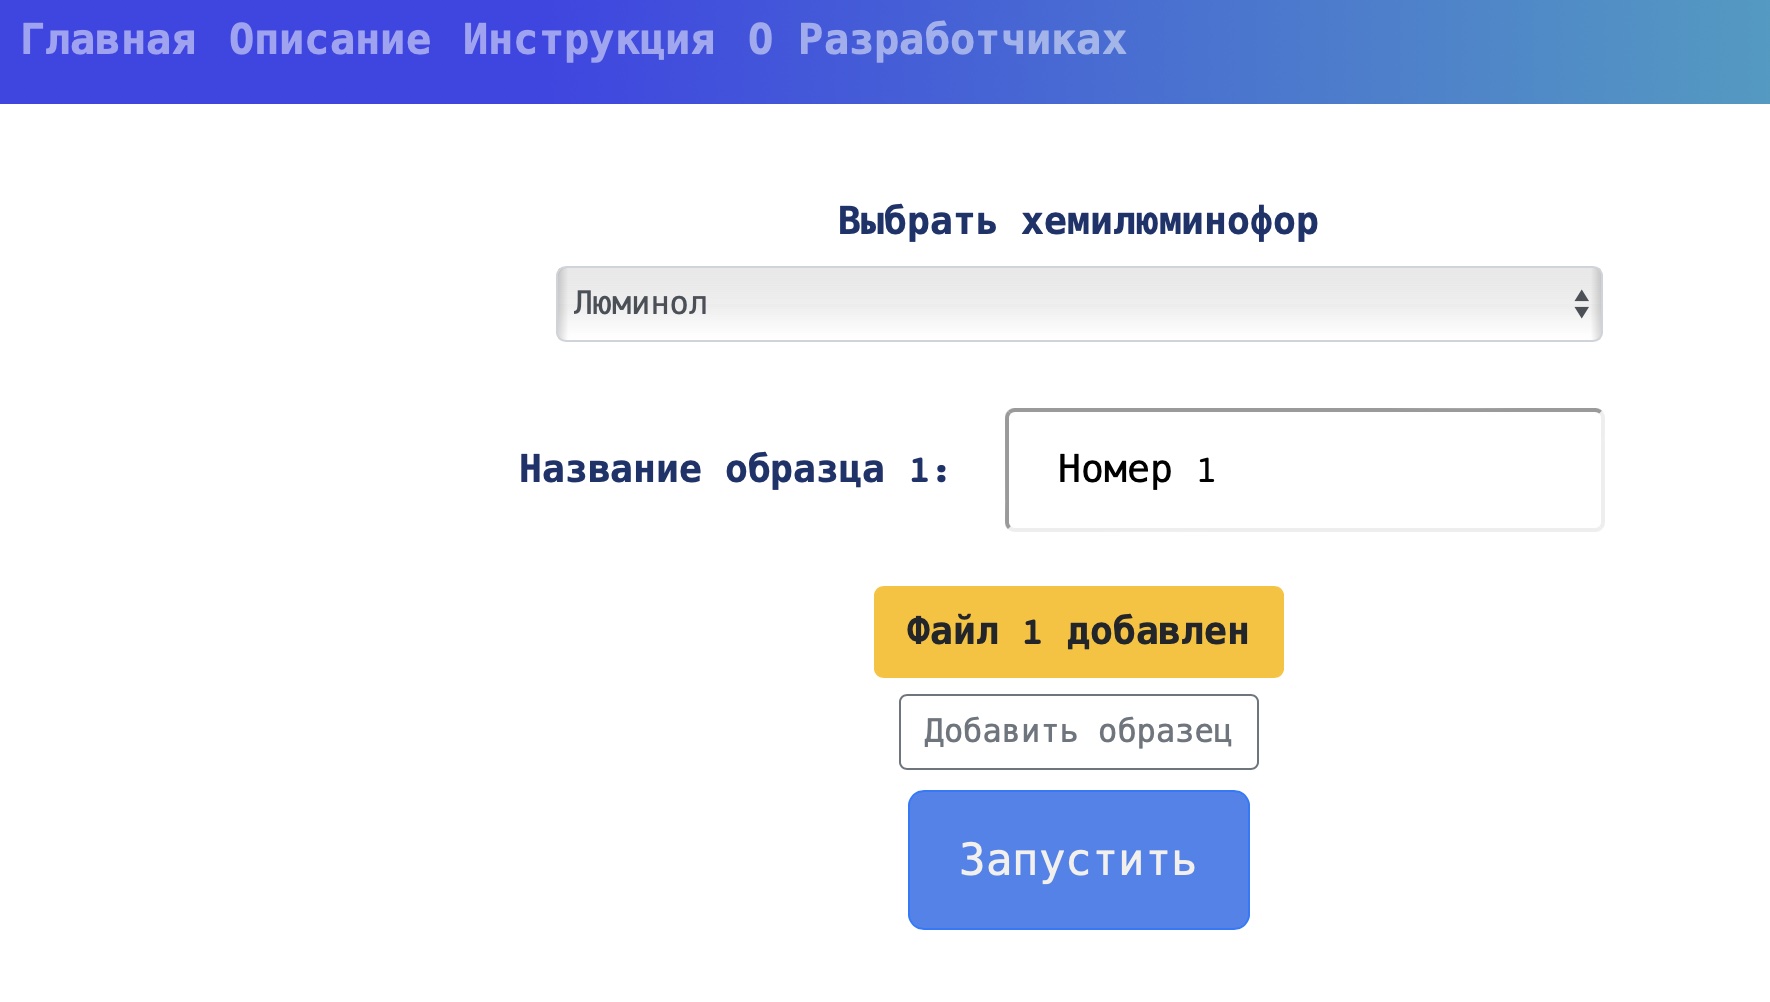 Главная Описание Инструкция О Разработчиках
Выбрать хемилюминофор
Люминол
Название образца 1: Номер 1
Файл 1 добавлен
Добавить образец
Запустить